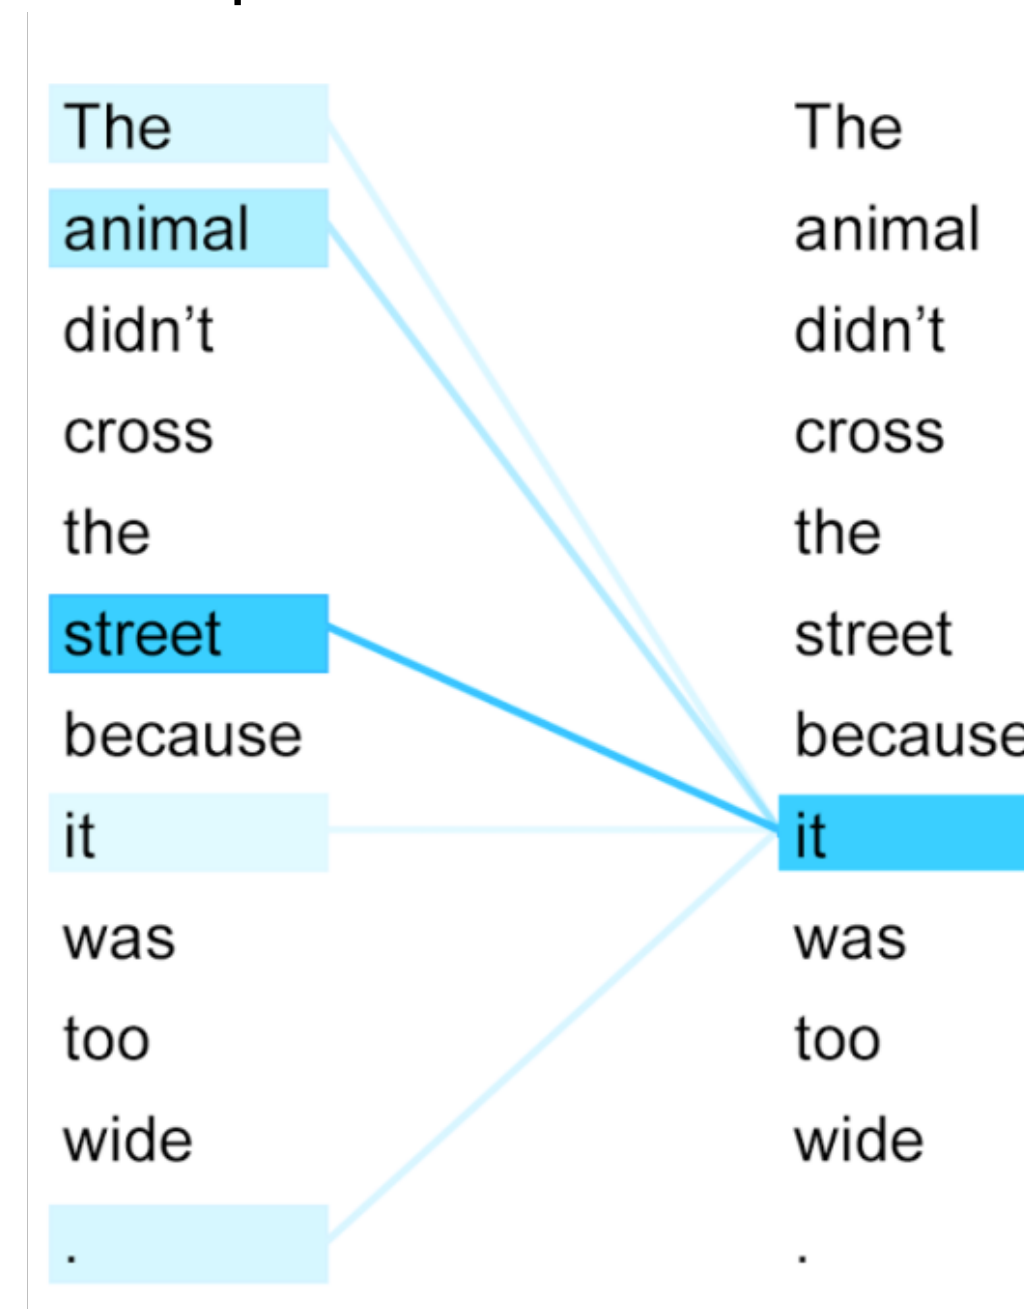 The The
animal animal
didn’t didn’t
cross cross
the the
street street
because because
it it
was was
too too
wide wide
. .